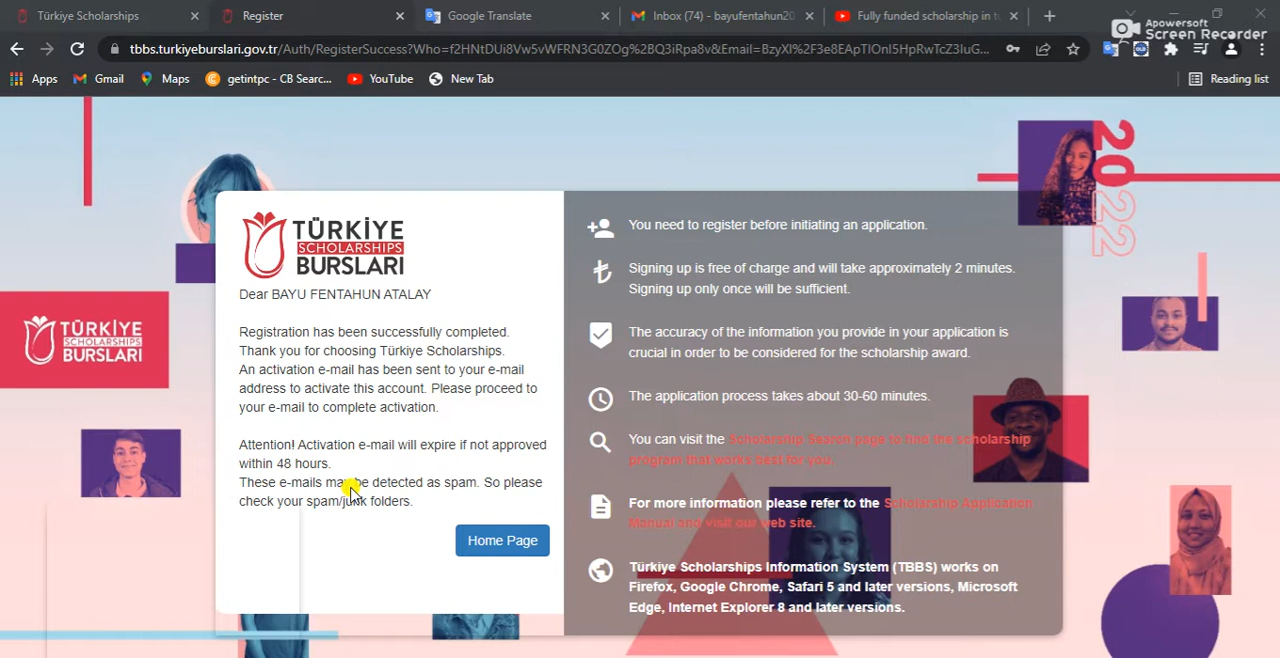 Türkiye Scholarships
Register
Google Translate
Inbox (74) - bayufentahun20
Fully funded scholarship in tu
Apowersoft
Screen Recorder
tbbs.turkiyeburslari.gov.tr/Auth/RegisterSuccess?Who=
Apps
Gmail
Maps
getintpc - CB Searc...
YouTube
New Tab
Reading list
2022
TÜRKİYE
SCHOLARSHIPS
BURSLARI
TÜRKİYE
SCHOLARSHIPS
BURSLARI
Dear BAYU FENTAHUN ATALAY
Registration has been successfully completed.
Thank you for choosing Türkiye Scholarships.
An activation e-mail has been sent to your e-mail
address to activate this account. Please proceed to
your e-mail to complete activation.
Attention! Activation e-mail will expire if not approved
within 48 hours.
These e-mails may be detected as spam. So please
check your spam/junk folders.
Home Page
You need to register before initiating an application.
Signing up is free of charge and will take approximately 2 minutes.
Signing up only once will be sufficient.
The accuracy of the information you provide in your application is
crucial in order to be considered for the scholarship award.
The application process takes about 30-60 minutes.
You can visit the Scholarship Search page to find the scholarship
program that works best for you.
For more information please refer to the Scholarship Application
Manual and visit our web site.
Türkiye Scholarships Information System (TBBS) works on
Firefox, Google Chrome, Safari 5 and later versions, Microsoft
Edge, Internet Explorer 8 and later versions.